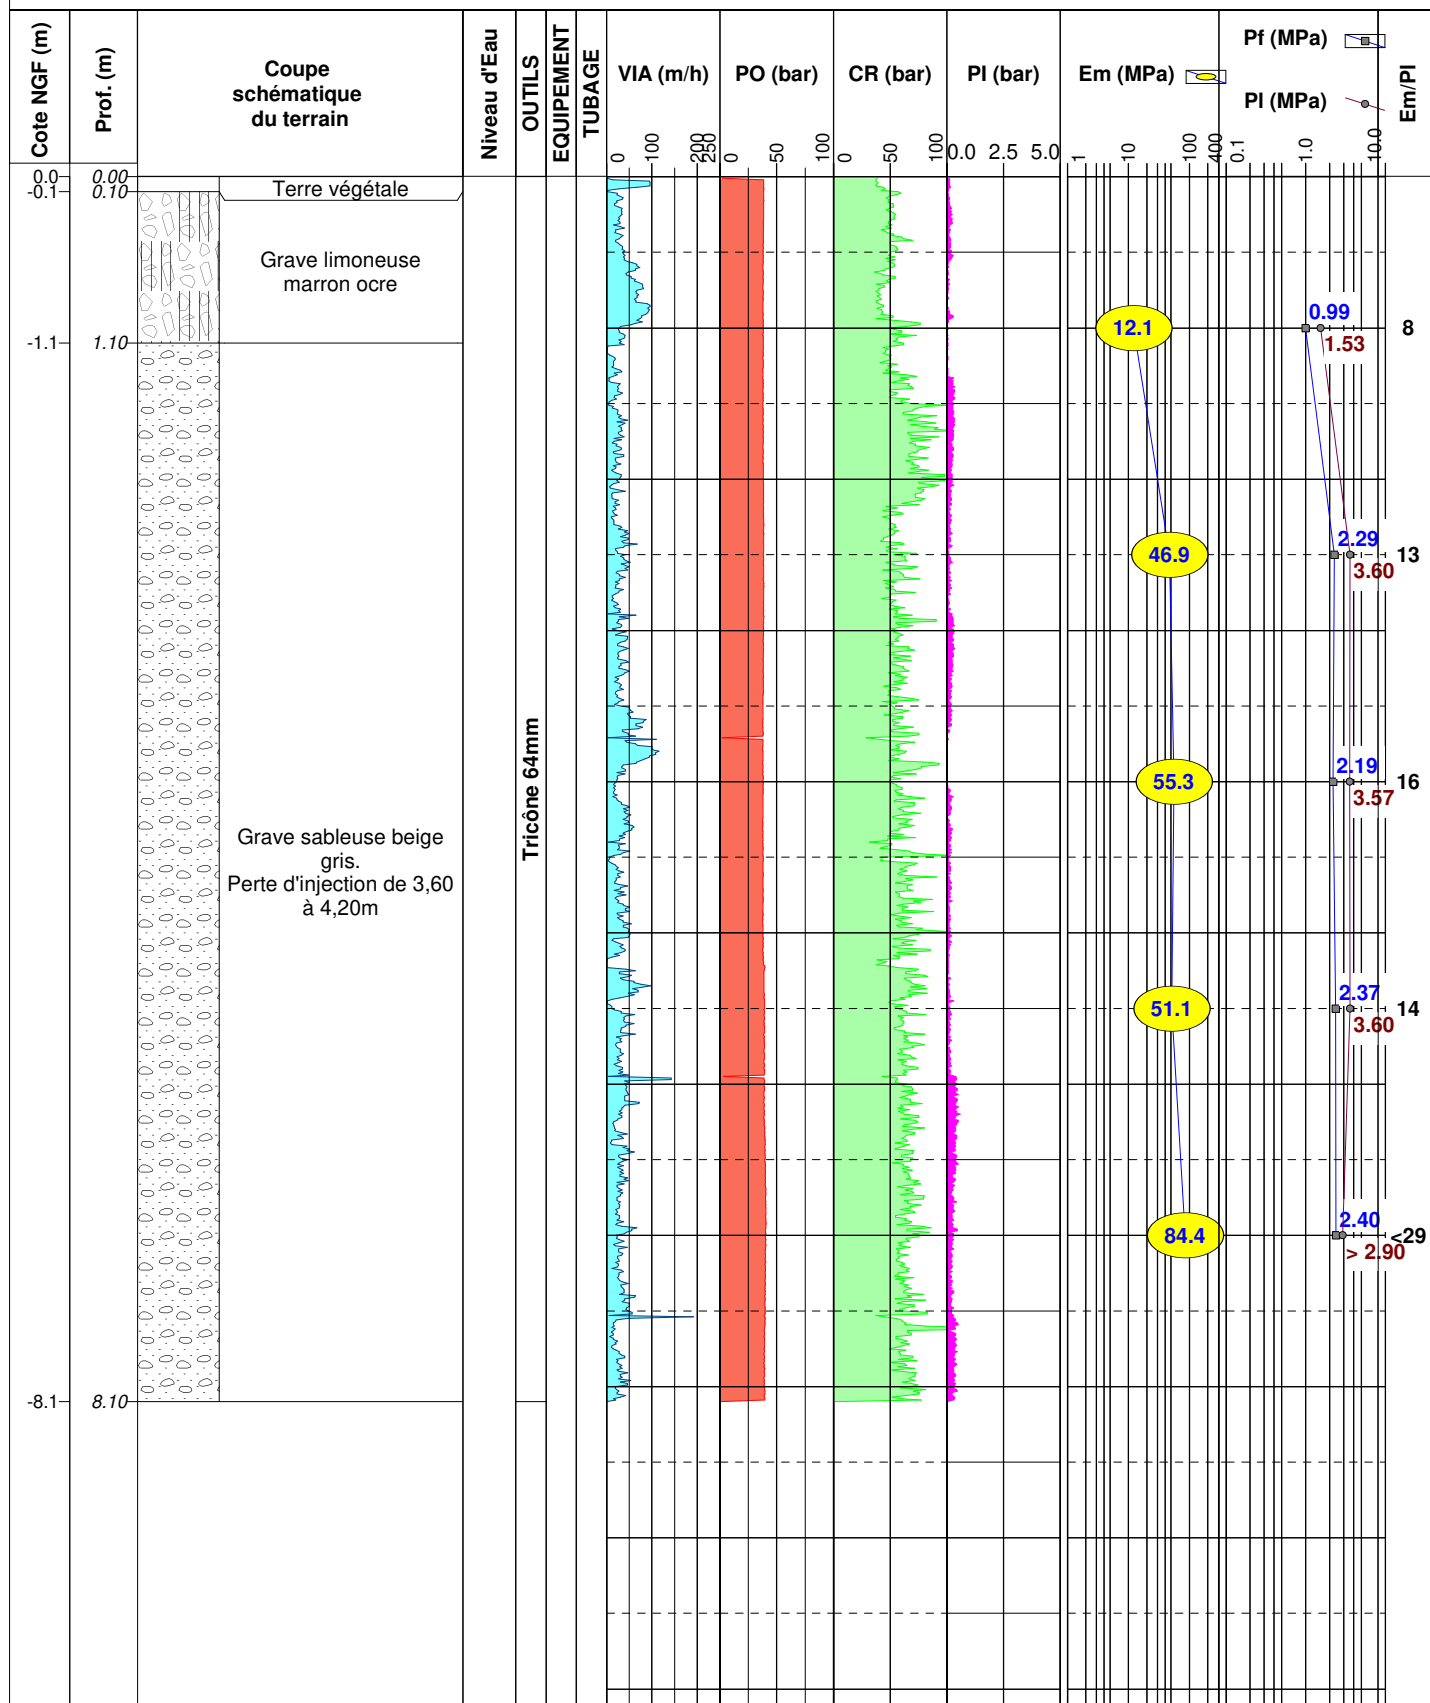 Cote NGF (m)
Prof. (m)
Coupe
schématique
du terrain
Niveau d'Eau
OUTILS
EQUIPEMENT
TUBAGE
VIA (m/h)
PO (bar)
CR (bar)
PI (bar)
Em (MPa)
Pf (MPa)
Pl (MPa)
Em/Pl
0 100 200 250
0 50 100
0 50 100
0.0 2.5 5.0
1 10 100 400
0.1 1.0 10.0
0.0 0.00
-0.1 0.10
Terre végétale
Grave limoneuse
marron ocre
0.99
12.1 8
1.53
-1.1 1.10
2.29
46.9 13
3.60
Tricône 64mm
2.19
55.3 16
3.57
Grave sableuse beige
gris.
Perte d'injection de 3,60
à 4,20m
2.37
51.1 14
3.60
2.40
84.4 <29
> 2.90
-8.1 8.10